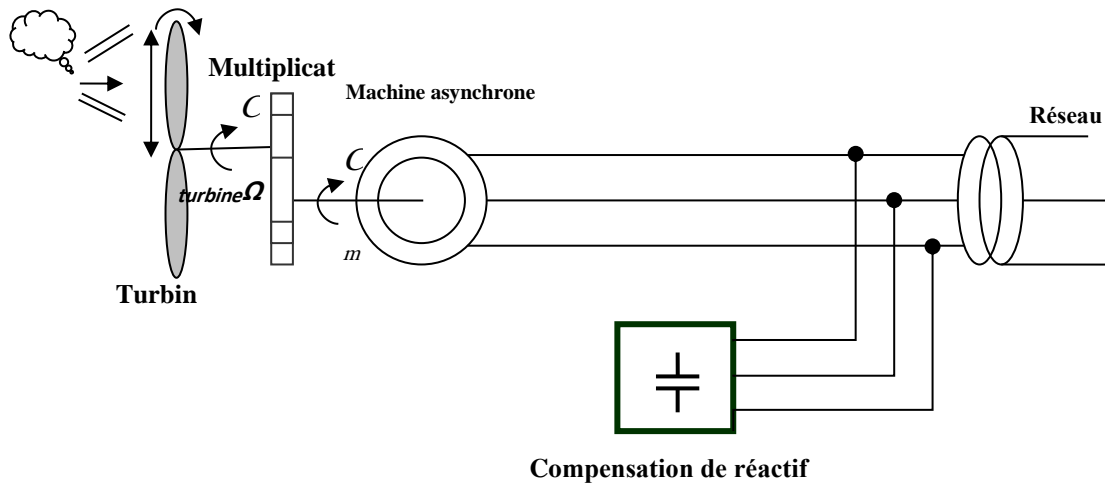 Multiplicat
Machine asynchrone
Réseau
C
C
turbineΩ
m
Turbin
Compensation de réactif